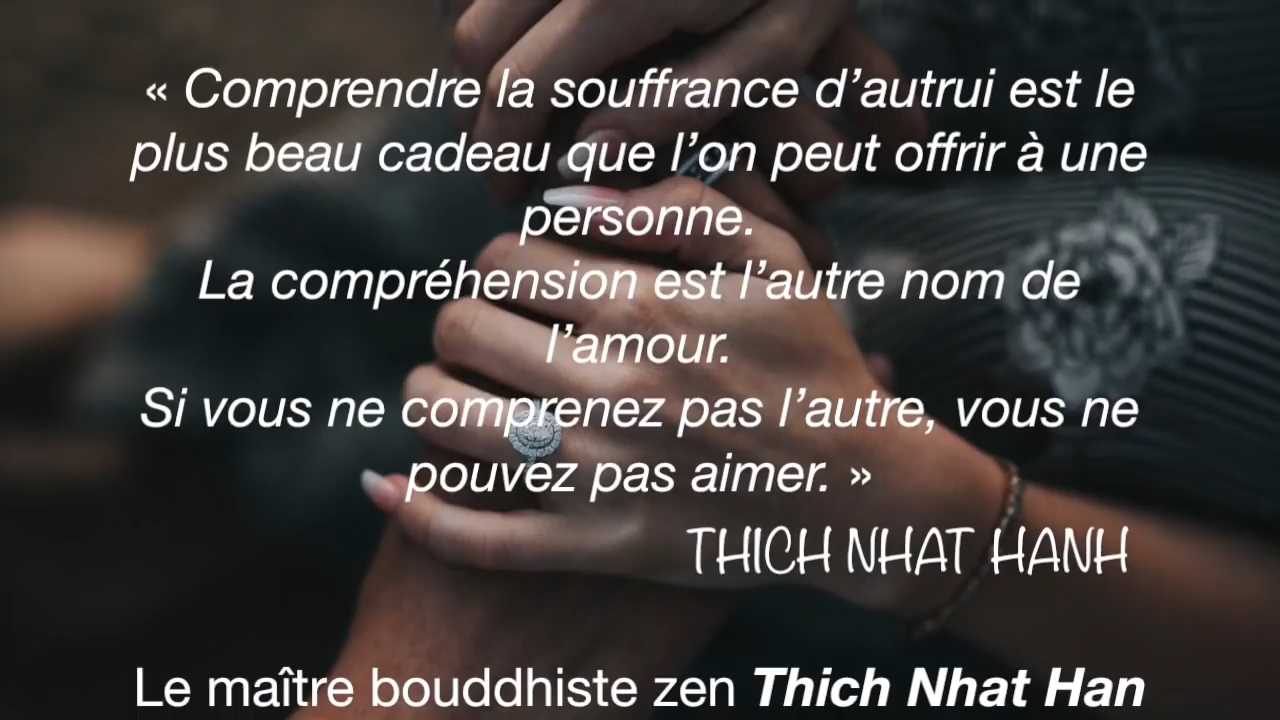 « Comprendre la souffrance d’autrui est le
plus beau cadeau que l’on peut offrir à une
personne.
La compréhension est l’autre nom de
l’amour.
Si vous ne comprenez pas l’autre, vous ne
pouvez pas aimer. »
THICH NHAT HANH
Le maître bouddhiste zen Thich Nhat Han